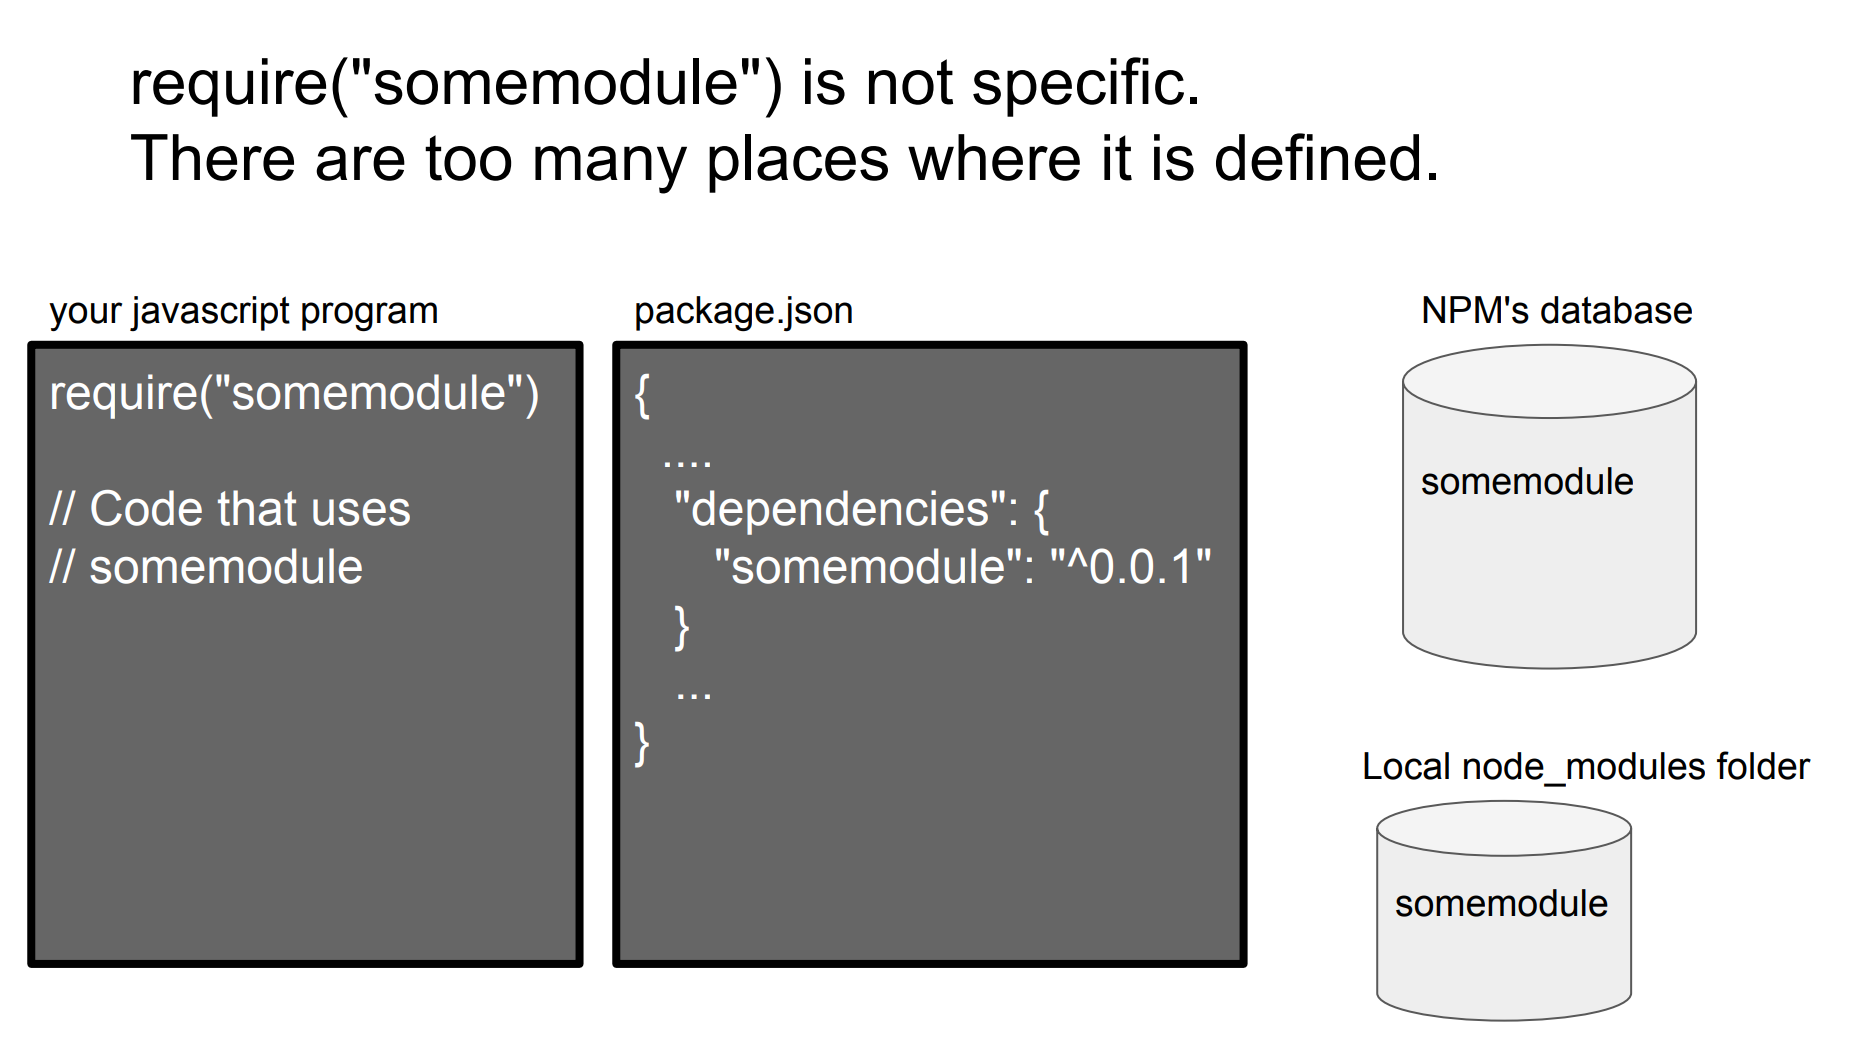 require("somemodule") is not specific.
There are too many places where it is defined.
your javascript program
require("somemodule")
// Code that uses
// somemodule
package.json
{
....
"dependencies": {
"somemodule": "^0.0.1"
}
...
}
NPM's database
somemodule
Local node_modules folder
somemodule